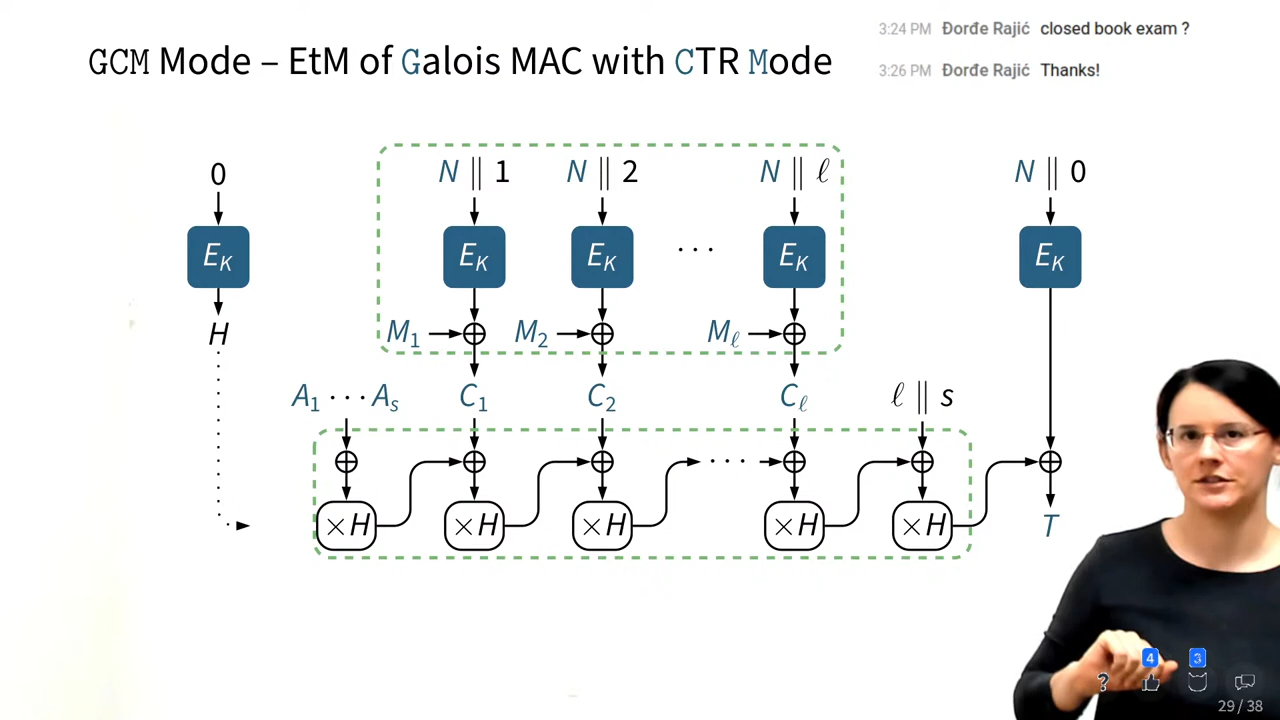 GCM Mode – EtM of Galois MAC with CTR Mode
3:24 PM Đorđe Rajić closed book exam ?
3:26 PM Đorđe Rajić Thanks!
0 N ∥ 1 N ∥ 2 N ∥ ℓ N ∥ 0
E_K E_K E_K · · · E_K E_K
H M_1 ⊕ M_2 ⊕ M_ℓ ⊕
A_1 · · · A_s C_1 C_2 C_ℓ ℓ ∥ s
⊕ ⊕ ⊕ · · · ⊕ ⊕ ⊕
×H ×H ×H ×H ×H T
4 3
?
29 / 38